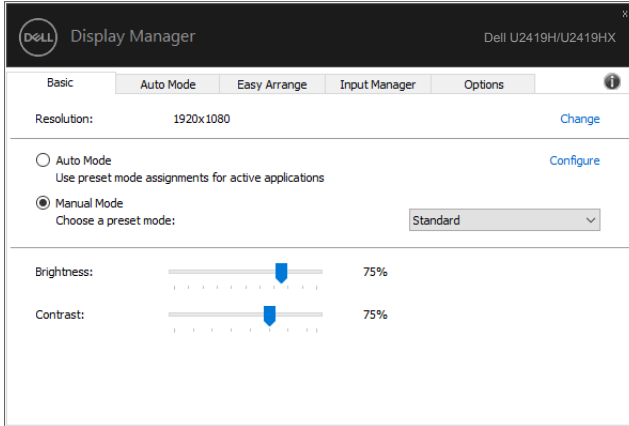 x
DELL Display Manager Dell U2419H/U2419HX
Basic Auto Mode Easy Arrange Input Manager Options i
Resolution: 1920x1080 Change
Auto Mode Configure
Use preset mode assignments for active applications
Manual Mode
Choose a preset mode: Standard
Brightness: 75%
Contrast: 75%